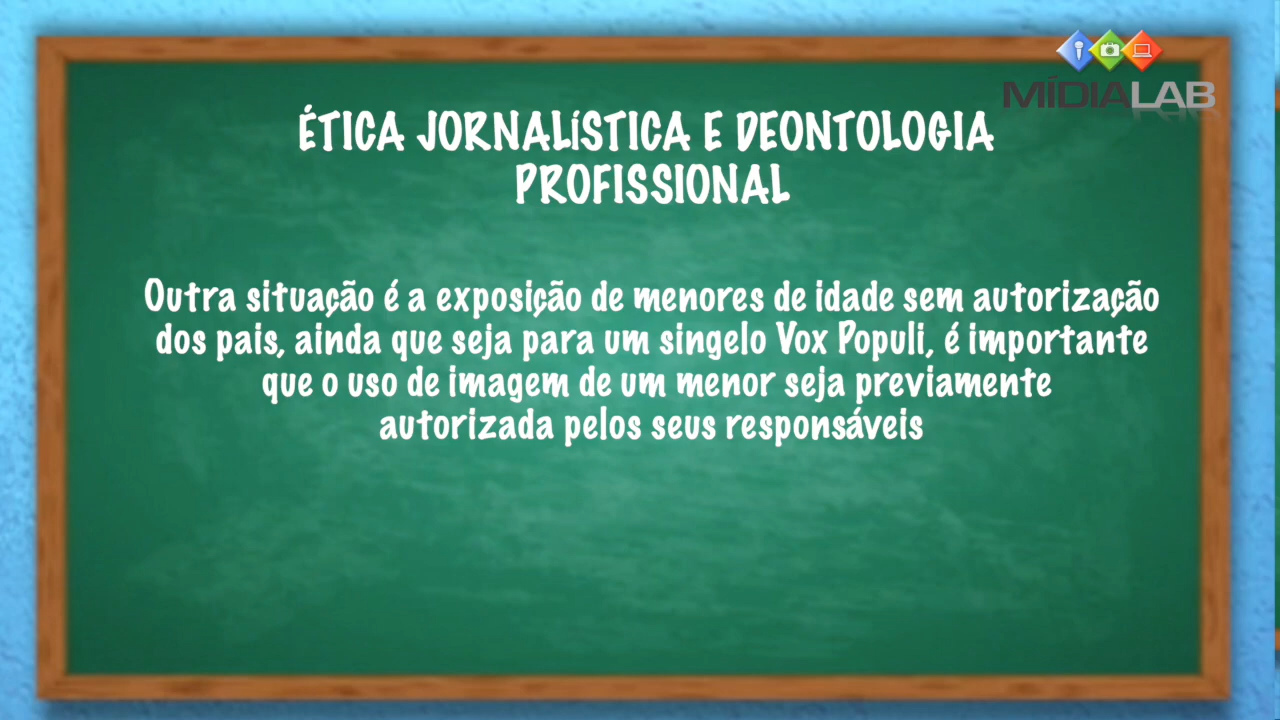 MÍDIALAB
ÉTICA JORNALÍSTICA E DEONTOLOGIA
PROFISSIONAL
Outra situação é a exposição de menores de idade sem autorização
dos pais, ainda que seja para um singelo Vox Populi, é importante
que o uso de imagem de um menor seja previamente
autorizada pelos seus responsáveis